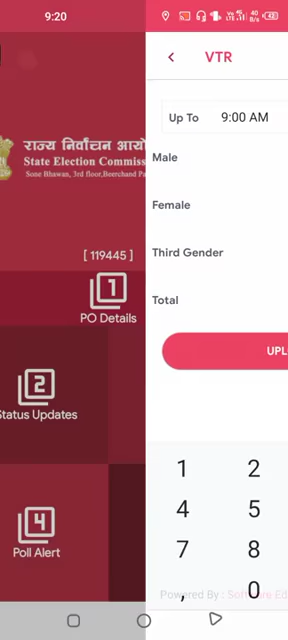 9:20
राज्य निर्वाचन
State Election Commiss
Sone Bhawan, 3rd floor,Beerchand Pa
[ 119445 ]
1
PO Details
2
Status Updates
4
Poll Alert
VTR
Up To 9:00 AM
Male
Female
Third Gender
Total
UPL
1 2
4 5
7 8
, 0
Powered By : Software Ed